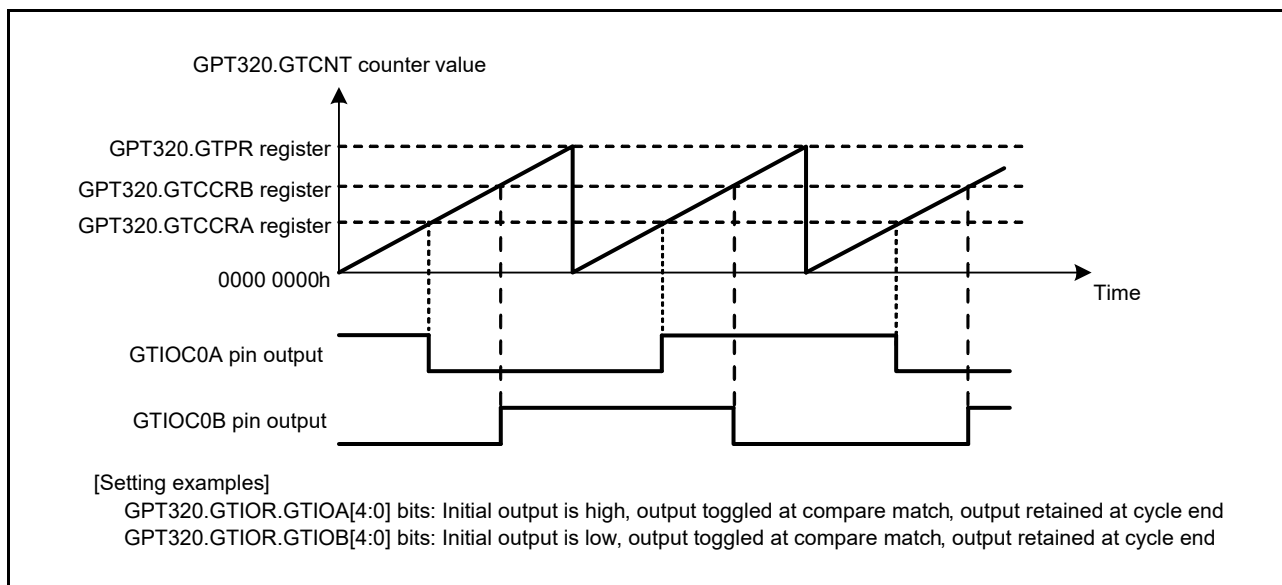 GPT320.GTCNT counter value
GPT320.GTPR register
GPT320.GTCCRB register
GPT320.GTCCRA register
0000 0000h
Time
GTIOC0A pin output
GTIOC0B pin output
[Setting examples]
GPT320.GTIOR.GTIOA[4:0] bits: Initial output is high, output toggled at compare match, output retained at cycle end
GPT320.GTIOR.GTIOB[4:0] bits: Initial output is low, output toggled at compare match, output retained at cycle end